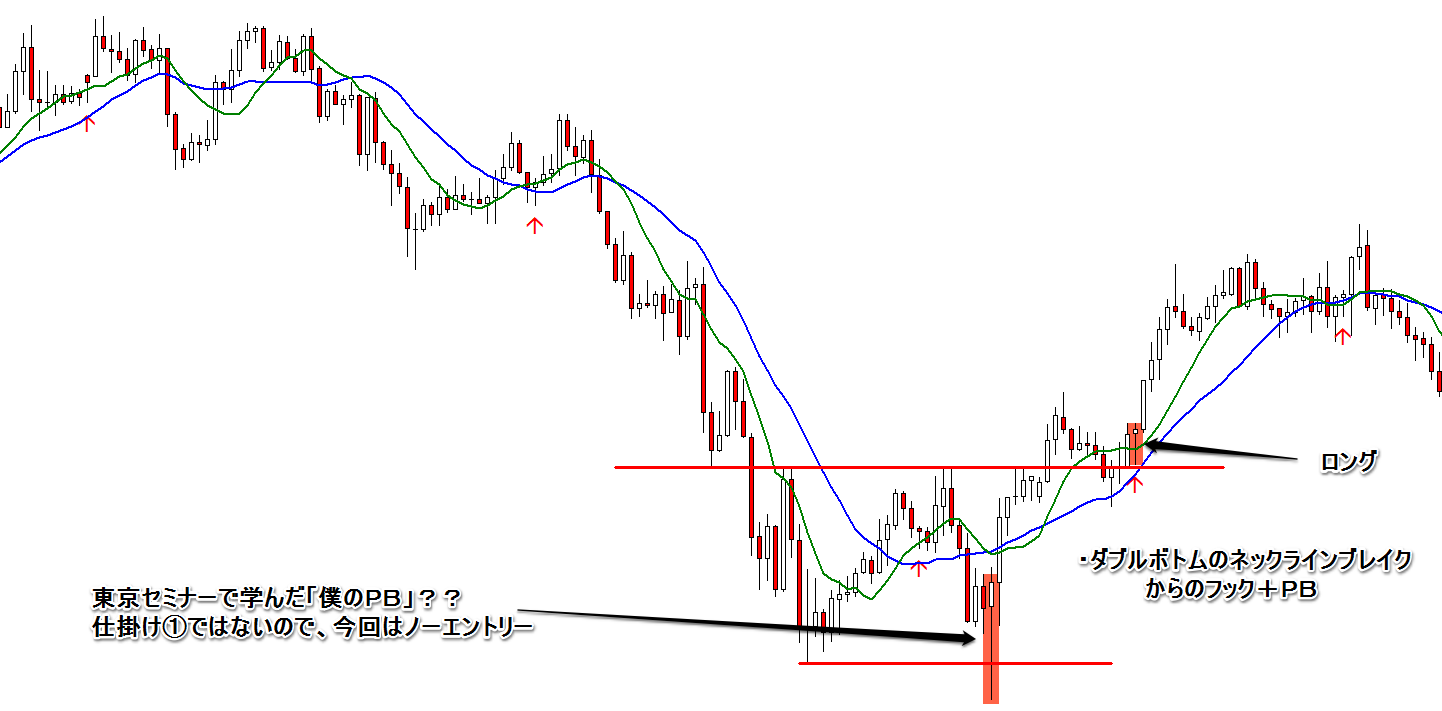 ロング
・ダブルボトムのネックラインブレイク
からのフック＋ＰＢ
東京セミナーで学んだ「僕のＰＢ」？？
仕掛け①ではないので、今回はノーエントリー